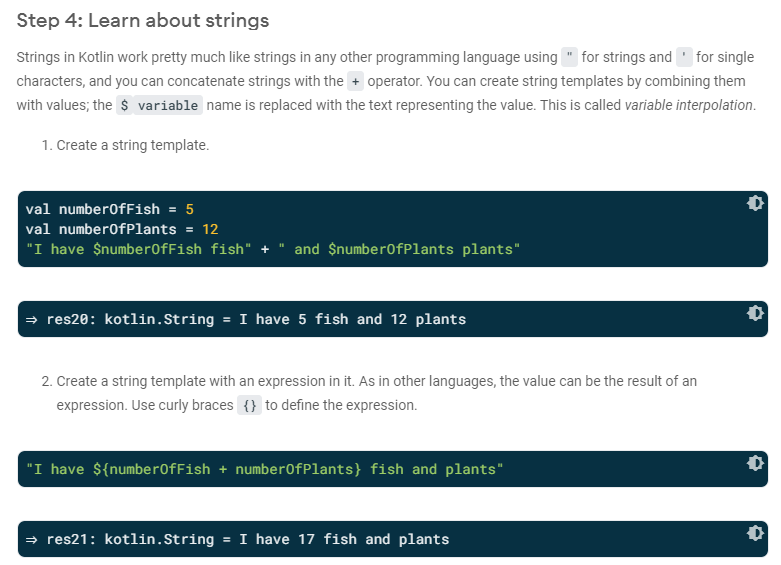 Step 4: Learn about strings
Strings in Kotlin work pretty much like strings in any other programming language using " for strings and ' for single
characters, and you can concatenate strings with the + operator. You can create string templates by combining them
with values; the $ variable name is replaced with the text representing the value. This is called variable interpolation.
1. Create a string template.
val numberOfFish = 5
val numberOfPlants = 12
"I have $numberOfFish fish" + " and $numberOfPlants plants"
⇒ res20: kotlin.String = I have 5 fish and 12 plants
2. Create a string template with an expression in it. As in other languages, the value can be the result of an
expression. Use curly braces {} to define the expression.
"I have ${numberOfFish + numberOfPlants} fish and plants"
⇒ res21: kotlin.String = I have 17 fish and plants